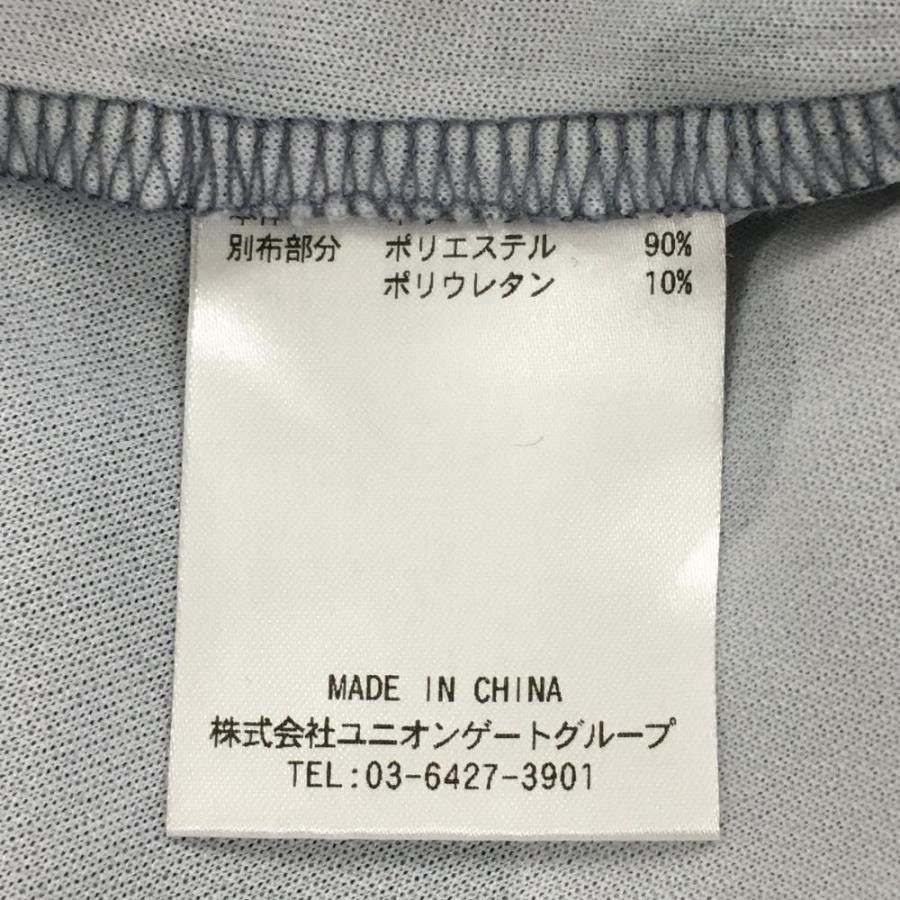 別布部分 ポリエステル 90%
ポリウレタン 10%
MADE IN CHINA
株式会社ユニオンゲートグループ
TEL:03-6427-3901